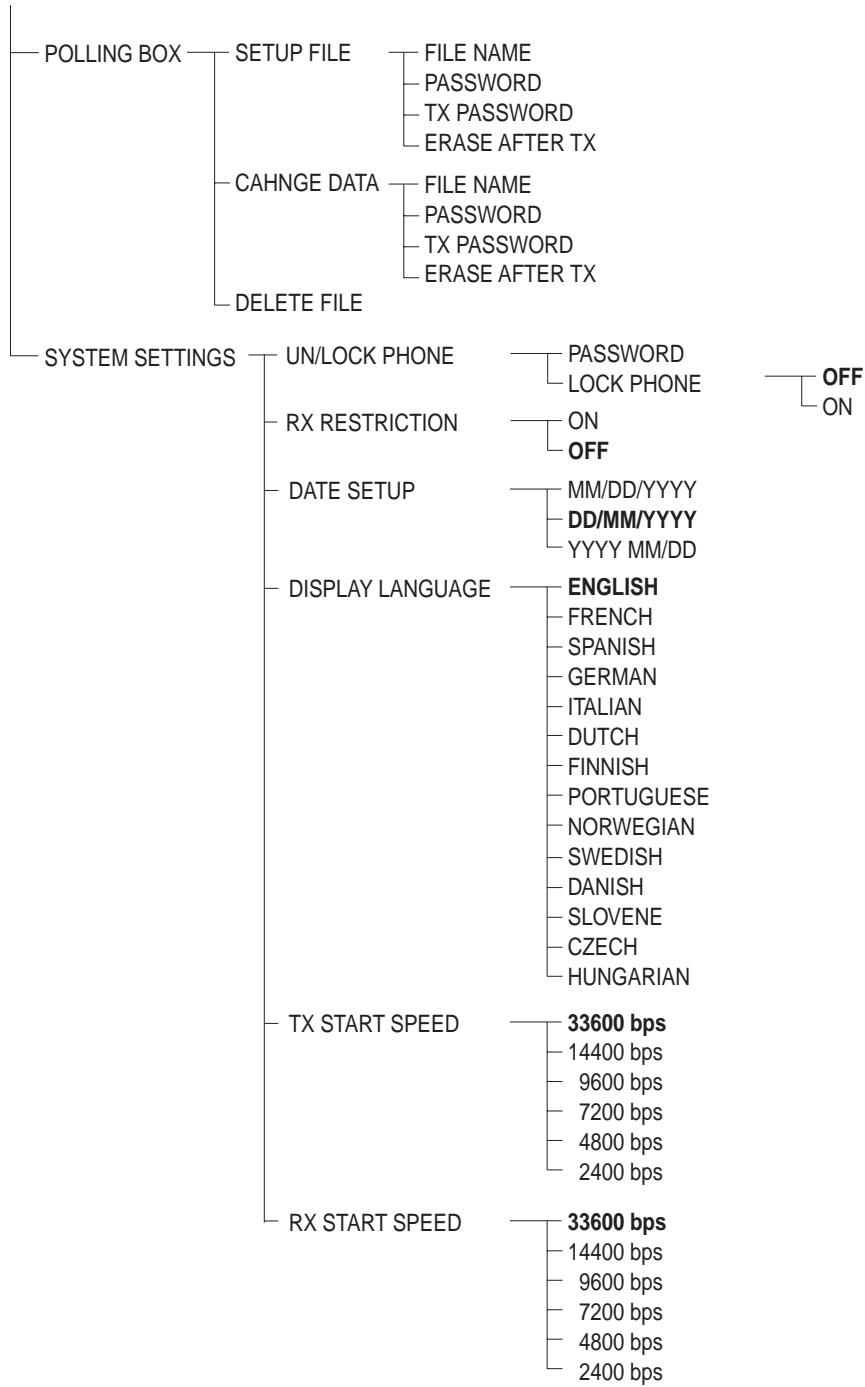 POLLING BOX SETUP FILE FILE NAME
PASSWORD
TX PASSWORD
ERASE AFTER TX
CAHNGE DATA FILE NAME
PASSWORD
TX PASSWORD
ERASE AFTER TX
DELETE FILE
SYSTEM SETTINGS UN/LOCK PHONE PASSWORD
LOCK PHONE OFF
ON
RX RESTRICTION ON
OFF
DATE SETUP MM/DD/YYYY
DD/MM/YYYY
YYYY MM/DD
DISPLAY LANGUAGE ENGLISH
FRENCH
SPANISH
GERMAN
ITALIAN
DUTCH
FINNISH
PORTUGUESE
NORWEGIAN
SWEDISH
DANISH
SLOVENE
CZECH
HUNGARIAN
TX START SPEED 33600 bps
14400 bps
9600 bps
7200 bps
4800 bps
2400 bps
RX START SPEED 33600 bps
14400 bps
9600 bps
7200 bps
4800 bps
2400 bps